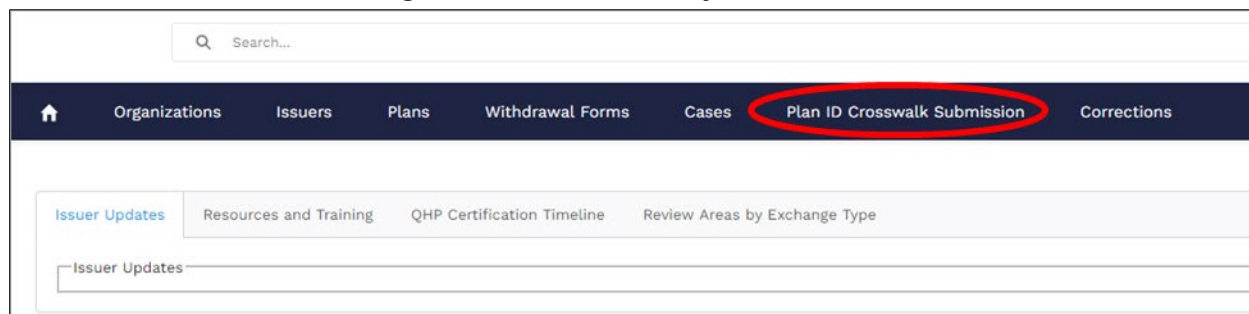 Search...
Organizations Issuers Plans Withdrawal Forms Cases Plan ID Crosswalk Submission Corrections
Issuer Updates Resources and Training QHP Certification Timeline Review Areas by Exchange Type
Issuer Updates